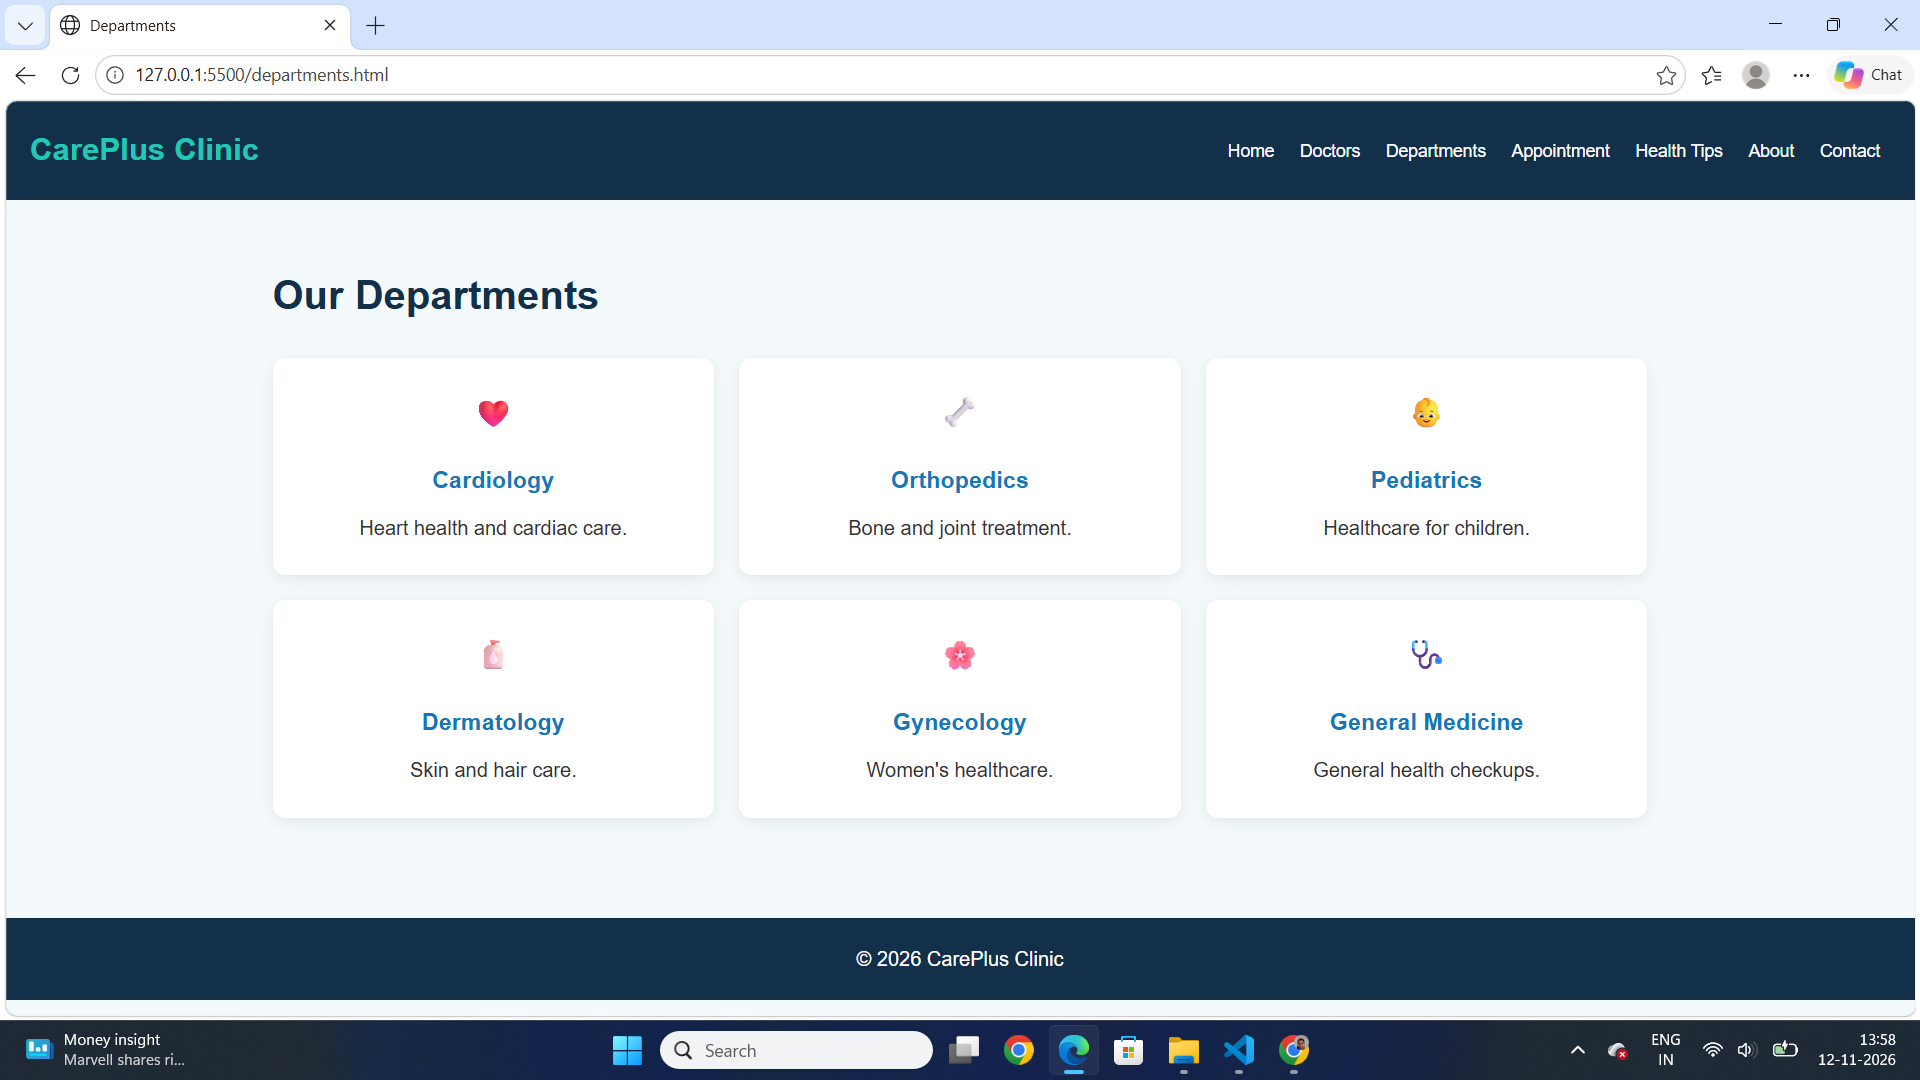 Departments
127.0.0.1:5500/departments.html
Chat
CarePlus Clinic
Home Doctors Departments Appointment Health Tips About Contact
Our Departments
Cardiology
Heart health and cardiac care.
Orthopedics
Bone and joint treatment.
Pediatrics
Healthcare for children.
Dermatology
Skin and hair care.
Gynecology
Women's healthcare.
General Medicine
General health checkups.
© 2026 CarePlus Clinic
Money insight
Marvell shares ri...
Search
ENG
IN
13:58
12-11-2026